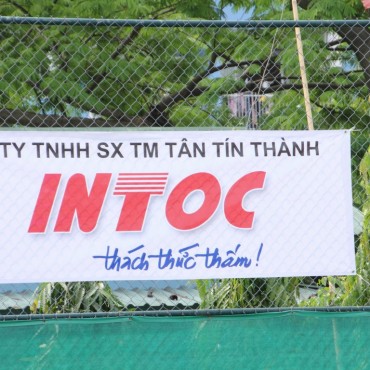 TY TNHH SX TM TÂN TÍN THÀNH
INTOC
thách thức thấm!